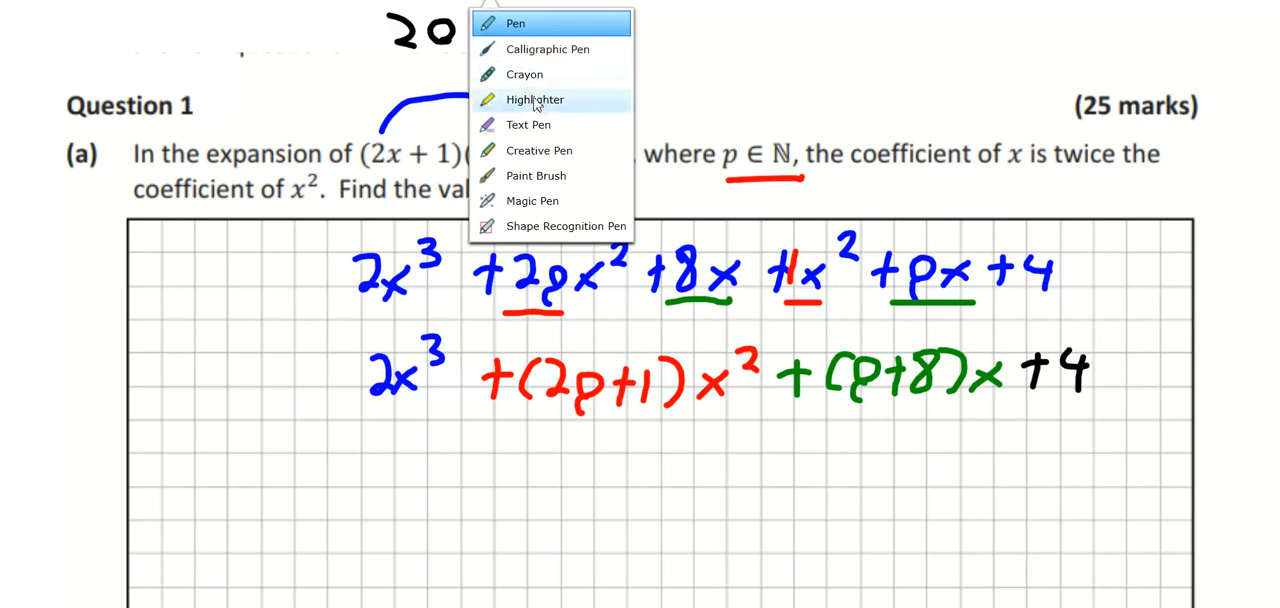 20
Pen
Calligraphic Pen
Crayon
Highlighter
Text Pen
Creative Pen
Paint Brush
Magic Pen
Shape Recognition Pen
Question 1 (25 marks)
(a) In the expansion of (2x + 1)( , where p ∈ ℕ, the coefficient of x is twice the
coefficient of x². Find the val
2x³ + 2px² + 8x + 1x² + px + 4
2x³ + (2p+1)x² + (p+8)x + 4